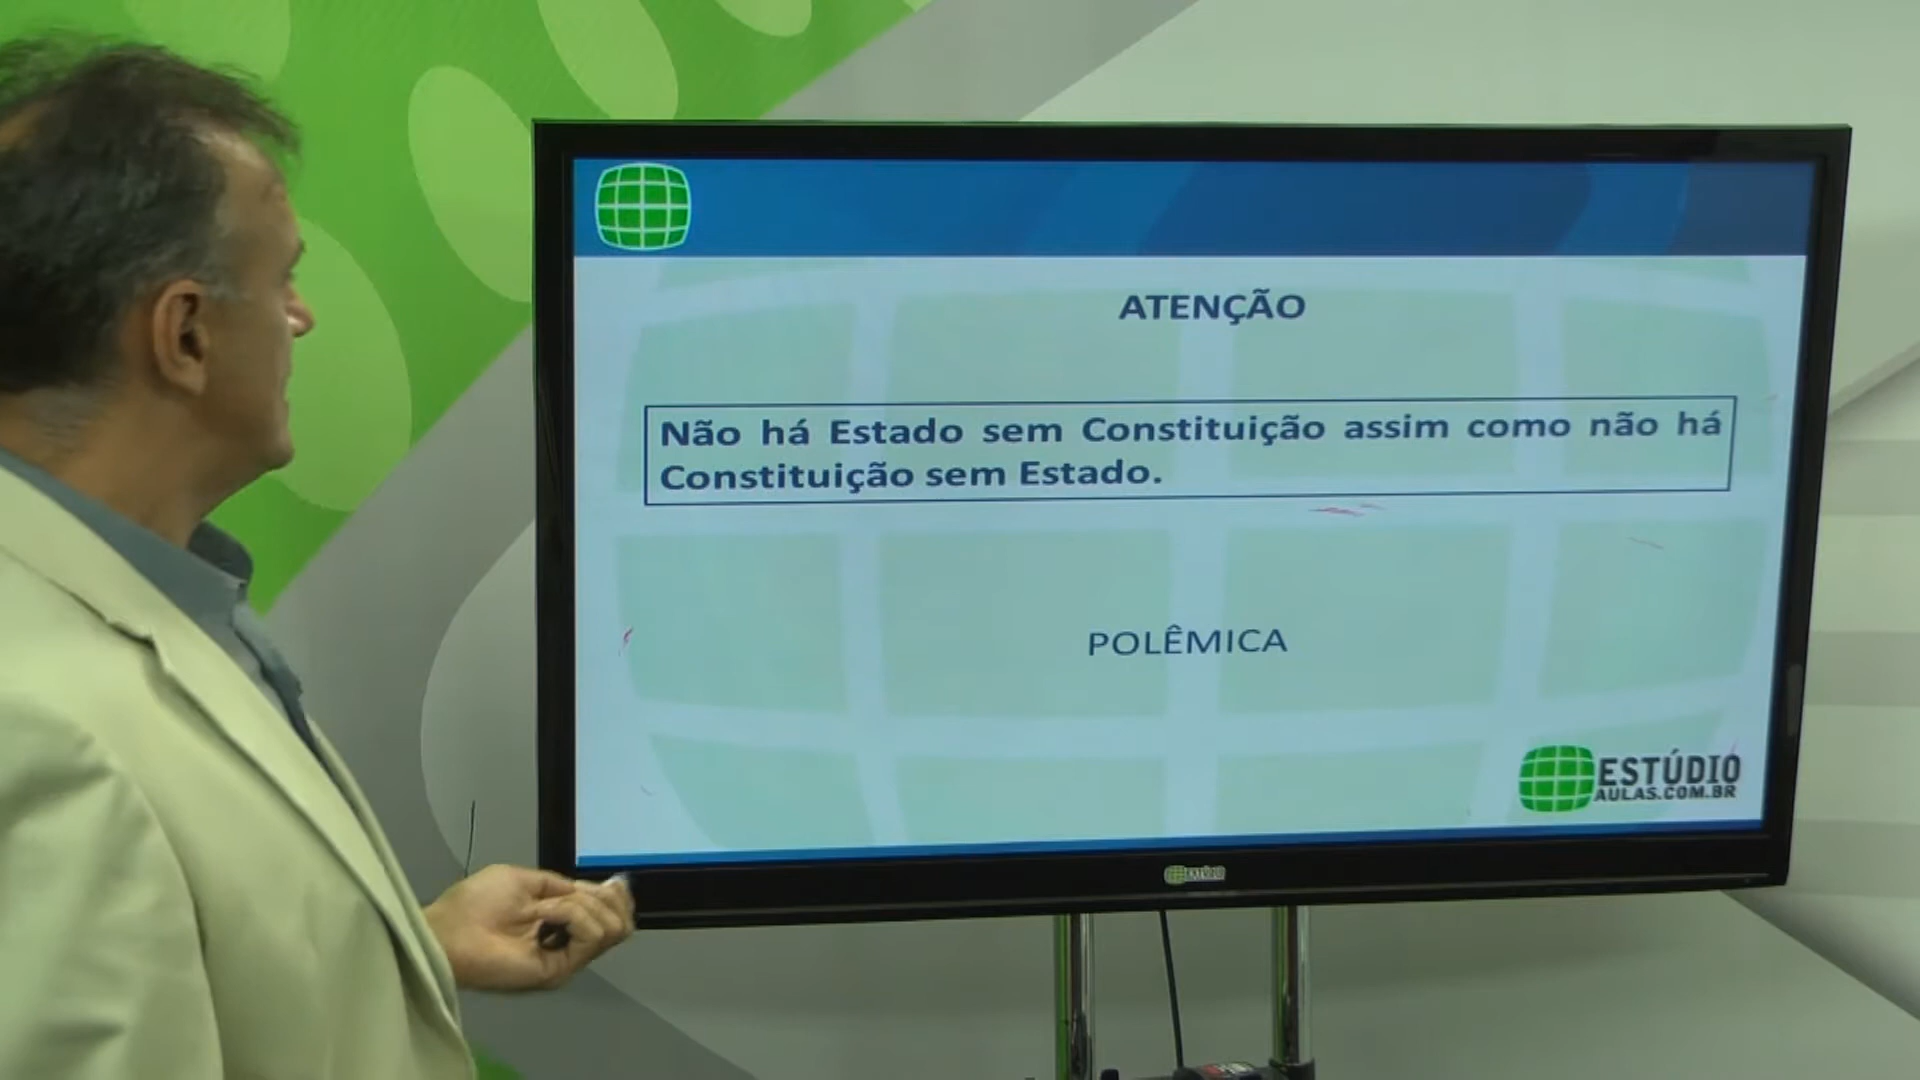 ATENÇÃO
Não há Estado sem Constituição assim como não há
Constituição sem Estado.
POLÊMICA
ESTÚDIO
AULAS.COM.BR